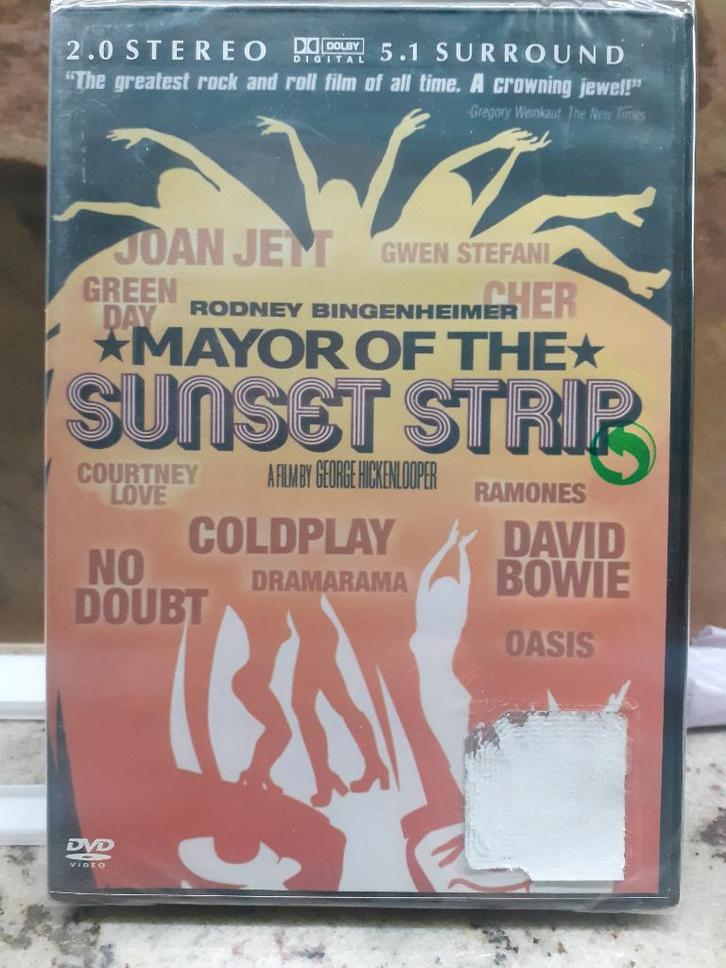 2.0 STEREO DOLBY DIGITAL 5.1 SURROUND
"The greatest rock and roll film of all time. A crowning jewel!"
-Gregory Weinkauf, The New Times
JOAN JETT GWEN STEFANI
GREEN DAY CHER
RODNEY BINGENHEIMER
★MAYOR OF THE★
SUNSET STRIP
A FILM BY GEORGE HICKENLOOPER
COURTNEY LOVE RAMONES
COLDPLAY DAVID BOWIE
NO DOUBT DRAMARAMA
OASIS
DVD
VIDEO